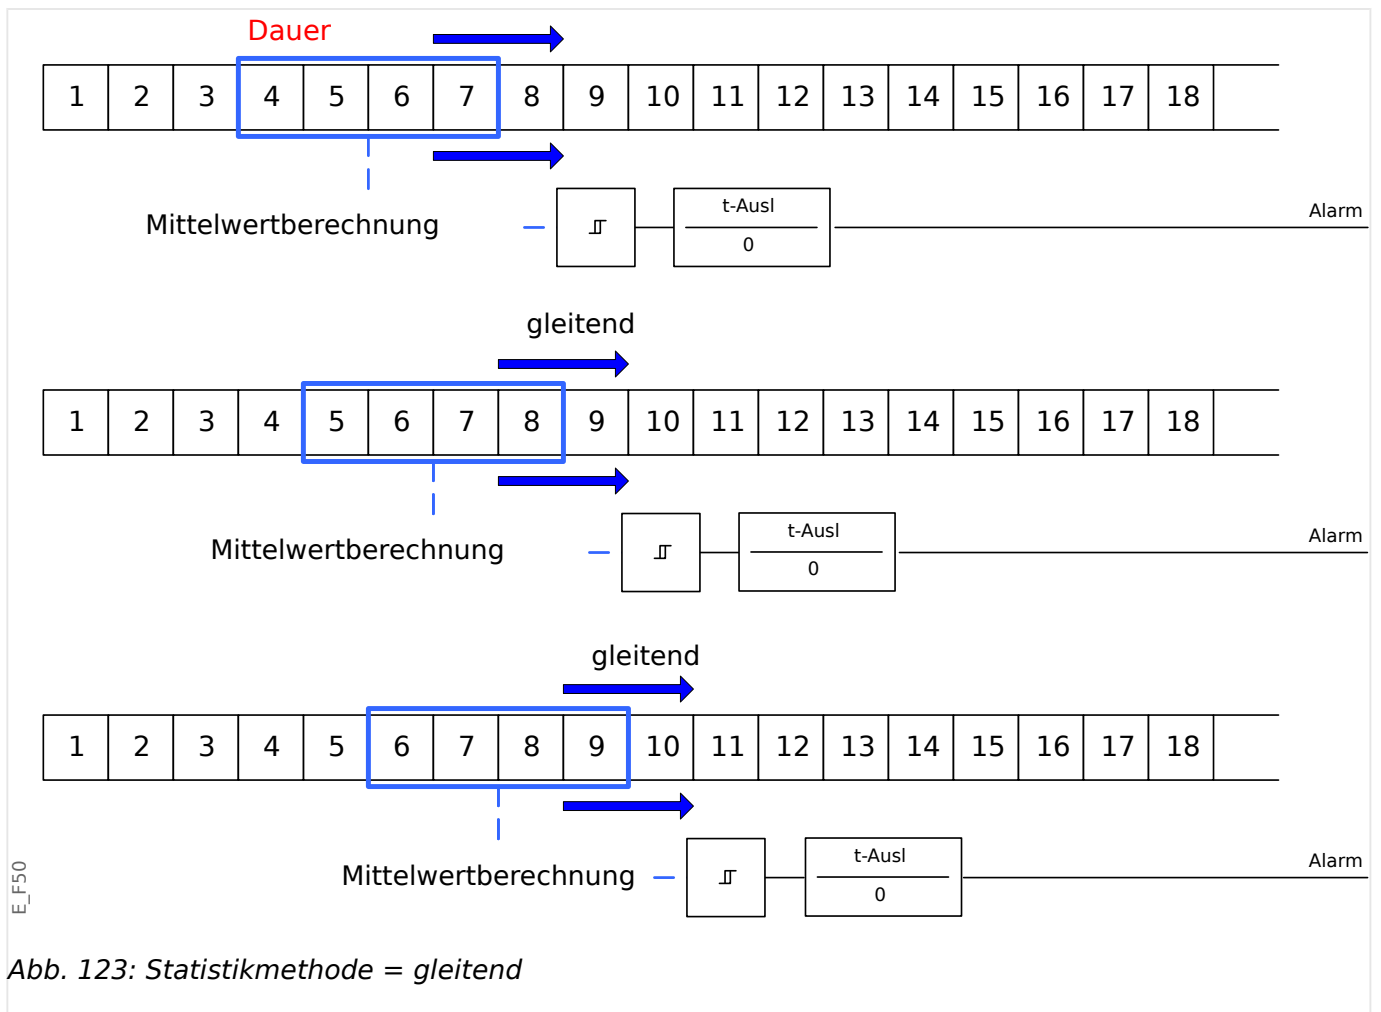 Dauer
1 2 3 4 5 6 7 8 9 10 11 12 13 14 15 16 17 18
Mittelwertberechnung
t-Ausl
0
Alarm
gleitend
1 2 3 4 5 6 7 8 9 10 11 12 13 14 15 16 17 18
Mittelwertberechnung
t-Ausl
0
Alarm
gleitend
1 2 3 4 5 6 7 8 9 10 11 12 13 14 15 16 17 18
Mittelwertberechnung
t-Ausl
0
Alarm
E_F50
Abb. 123: Statistikmethode = gleitend